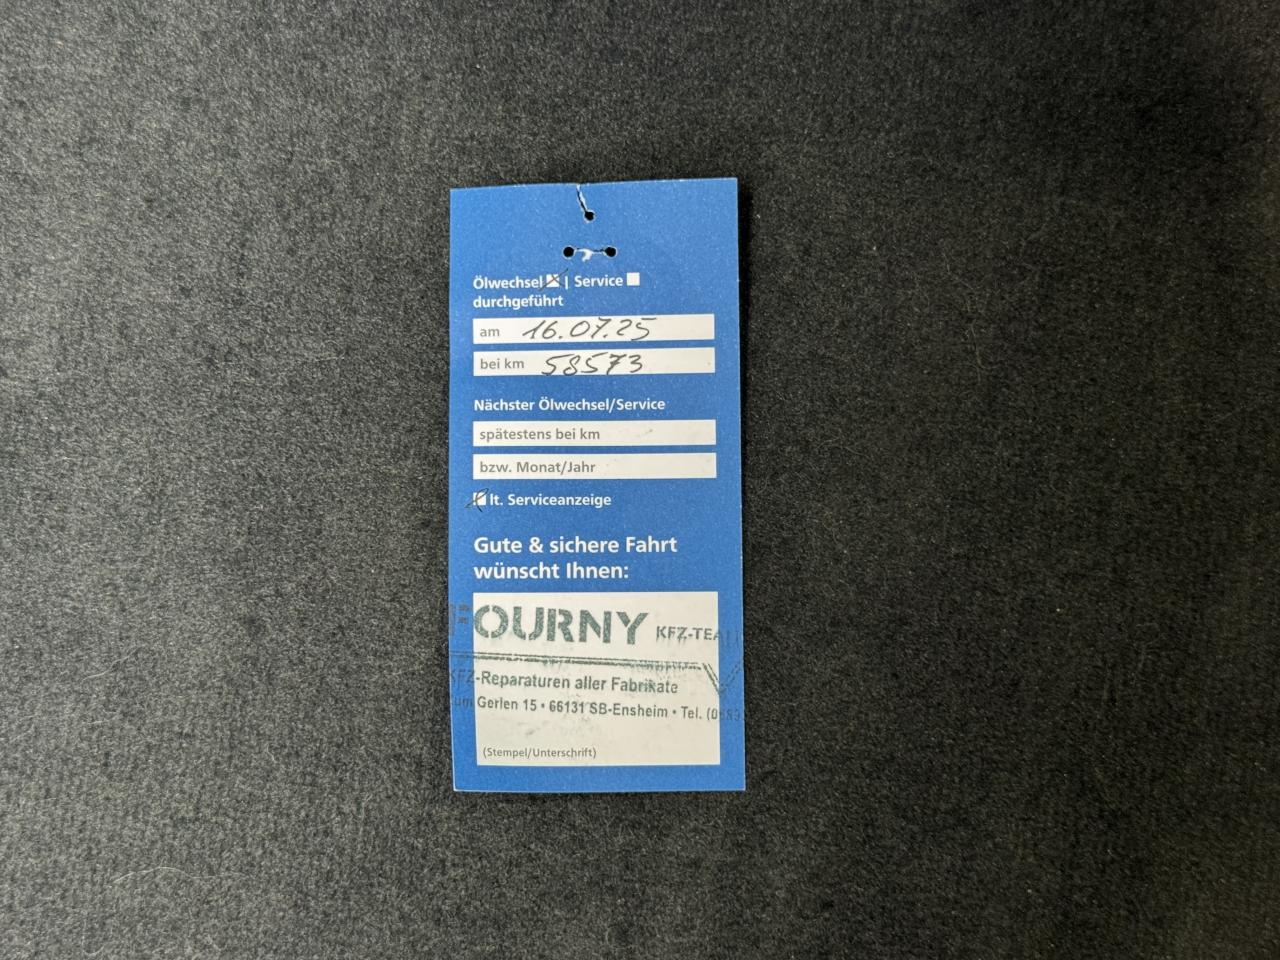 Ölwechsel | Service
durchgeführt
am 16.07.25
bei km 58573
Nächster Ölwechsel/Service
spätestens bei km
bzw. Monat/Jahr
lt. Serviceanzeige
Gute & sichere Fahrt
wünscht Ihnen:
OURNY KFZ-TEA
KFZ-Reparaturen aller Fabrikate
um Gerlen 15 • 66131 SB-Ensheim • Tel. (0689
(Stempel/Unterschrift)